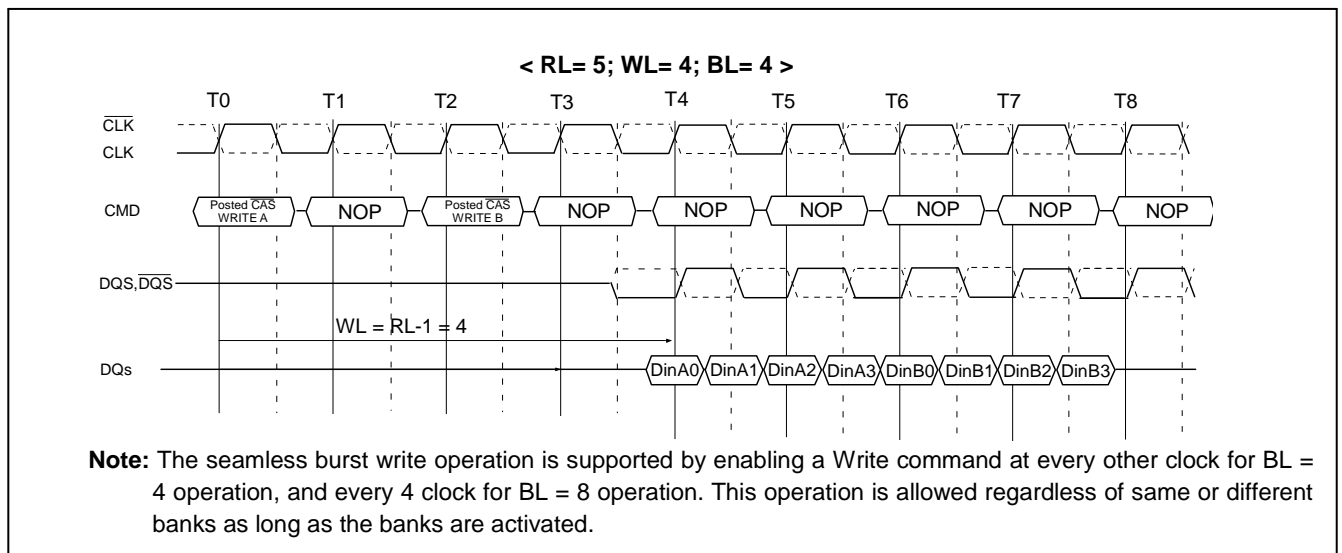 < RL= 5; WL= 4; BL= 4 >
T0 T1 T2 T3 T4 T5 T6 T7 T8
CLK
CLK
CMD
Posted CAS
WRITE A
NOP
Posted CAS
WRITE B
NOP
NOP
NOP
NOP
NOP
NOP
DQS,DQS
WL = RL-1 = 4
DQs
DinA0 DinA1 DinA2 DinA3 DinB0 DinB1 DinB2 DinB3
Note: The seamless burst write operation is supported by enabling a Write command at every other clock for BL =
4 operation, and every 4 clock for BL = 8 operation. This operation is allowed regardless of same or different
banks as long as the banks are activated.